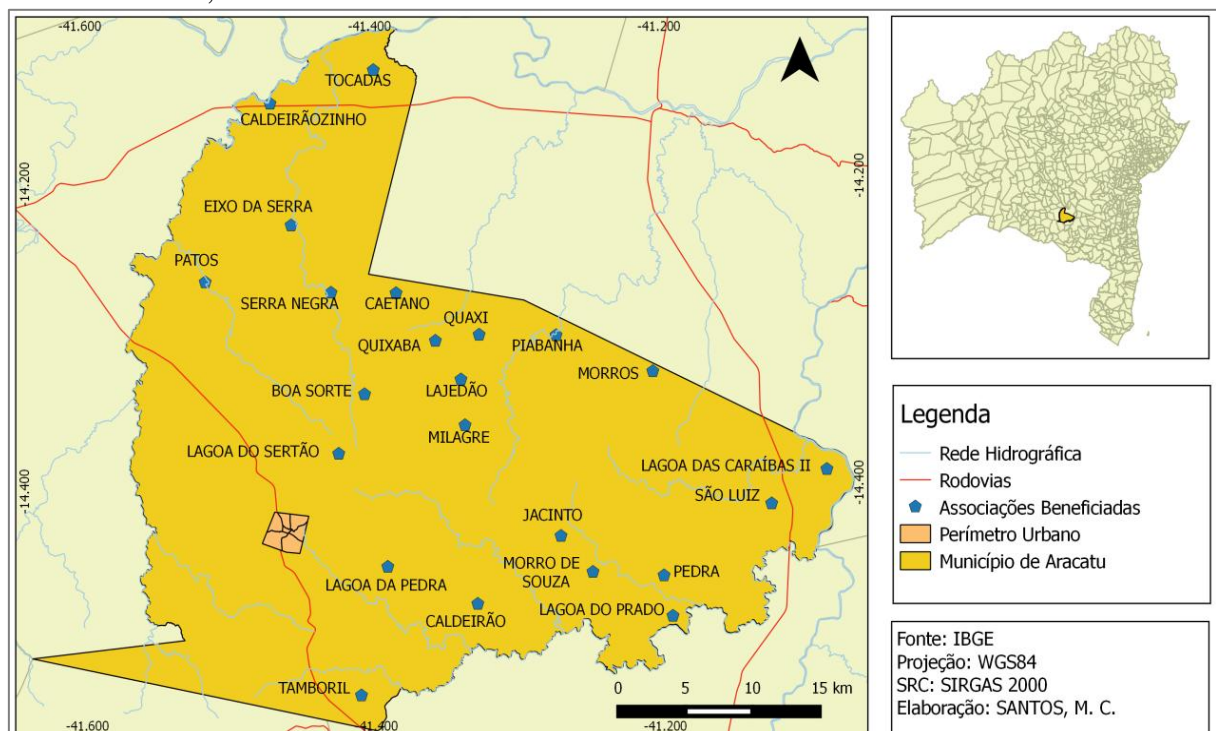 -41.600
-41.400
-41.200
-14.200
-14.200
-14.400
-14.400
TOCADAS
CALDEIRÃOZINHO
EIXO DA SERRA
PATOS
SERRA NEGRA
CAETANO
QUAXI
QUIXABA
PIABANHA
MORROS
BOA SORTE
LAJEDÃO
MILAGRE
LAGOA DO SERTÃO
LAGOA DAS CARAÍBAS II
SÃO LUIZ
JACINTO
LAGOA DA PEDRA
MORRO DE
SOUZA
PEDRA
CALDEIRÃO
LAGOA DO PRADO
TAMBORIL
0 5 10 15 km
-41.600
-41.400
-41.200
Legenda
Rede Hidrográfica
Rodovias
Associações Beneficiadas
Perímetro Urbano
Município de Aracatu
Fonte: IBGE
Projeção: WGS84
SRC: SIRGAS 2000
Elaboração: SANTOS, M. C.